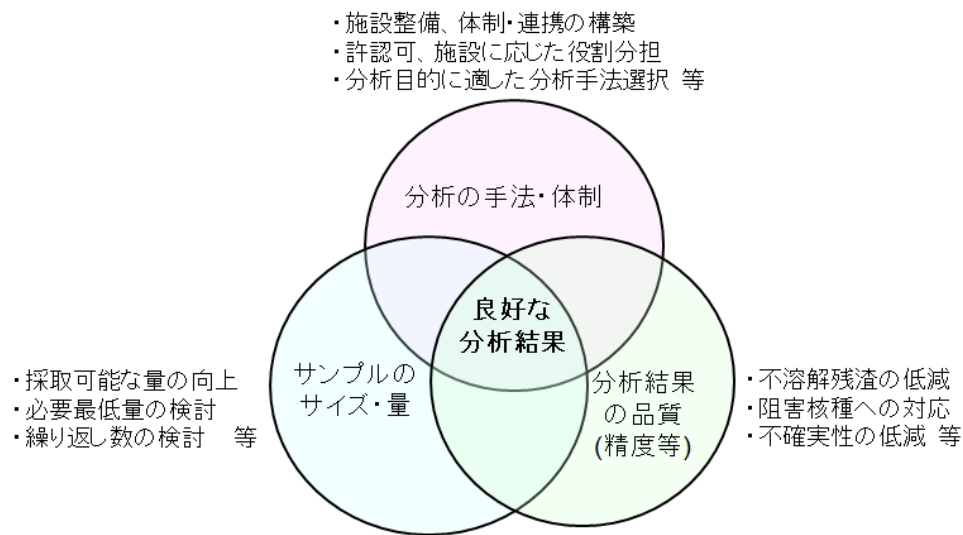 ・施設整備、体制・連携の構築
・許認可、施設に応じた役割分担
・分析目的に適した分析手法選択 等
分析の手法・体制
良好な
分析結果
サンプルの
サイズ・量
分析結果
の品質
(精度等)
・採取可能な量の向上
・必要最低量の検討
・繰り返し数の検討 等
・不溶解残渣の低減
・阻害核種への対応
・不確実性の低減 等